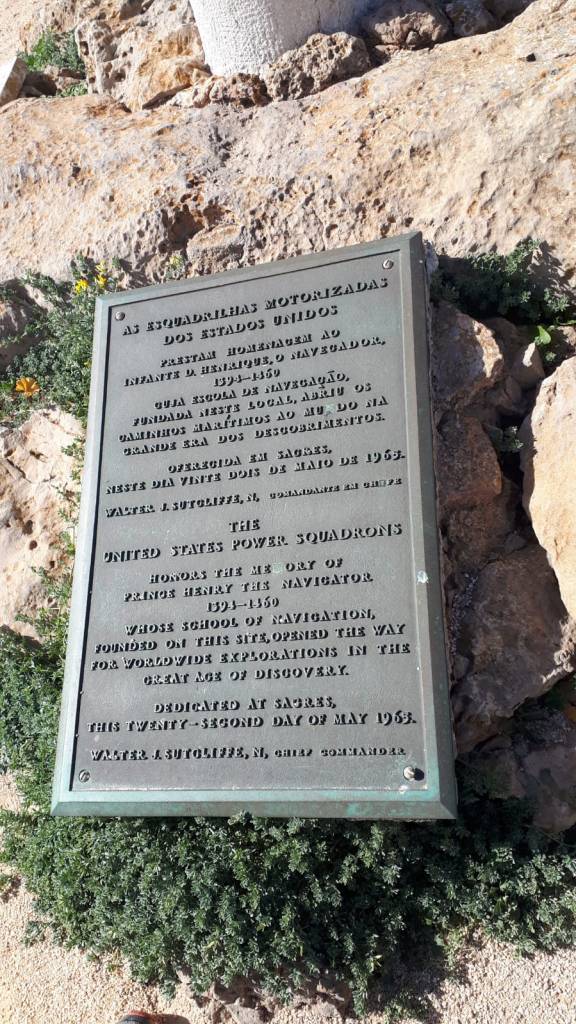 AS ESQUADRILHAS MOTORIZADAS
DOS ESTADOS UNIDOS
PRESTAM HOMENAGEM AO
INFANTE D. HENRIQUE, O NAVEGADOR,
1394-1460
CUJA ESCOLA DE NAVEGAÇÃO,
FUNDADA NESTE LOCAL, ABRIU OS
CAMINHOS MARÍTIMOS AO MUNDO NA
GRANDE ERA DOS DESCOBRIMENTOS.
OFERECIDA EM SAGRES,
NESTE DIA VINTE DOIS DE MAIO DE 1963.
WALTER J. SUTCLIFFE, N, COMANDANTE EM CHEFE
THE
UNITED STATES POWER SQUADRONS
HONORS THE MEMORY OF
PRINCE HENRY THE NAVIGATOR
1394-1460
WHOSE SCHOOL OF NAVIGATION,
FOUNDED ON THIS SITE, OPENED THE WAY
FOR WORLDWIDE EXPLORATIONS IN THE
GREAT AGE OF DISCOVERY.
DEDICATED AT SAGRES,
THIS TWENTY-SECOND DAY OF MAY 1963.
WALTER J. SUTCLIFFE, N, CHIEF COMMANDER